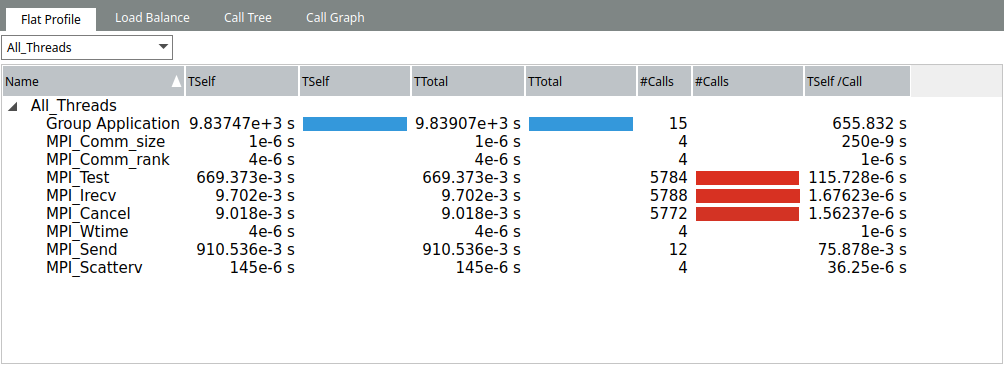 Flat Profile Load Balance Call Tree Call Graph
All_Threads
Name TSelf TSelf TTotal TTotal #Calls #Calls TSelf /Call
All_Threads
Group Application 9.83747e+3 s 9.83907e+3 s 15 655.832 s
MPI_Comm_size 1e-6 s 1e-6 s 4 250e-9 s
MPI_Comm_rank 4e-6 s 4e-6 s 4 1e-6 s
MPI_Test 669.373e-3 s 669.373e-3 s 5784 115.728e-6 s
MPI_Irecv 9.702e-3 s 9.702e-3 s 5788 1.67623e-6 s
MPI_Cancel 9.018e-3 s 9.018e-3 s 5772 1.56237e-6 s
MPI_Wtime 4e-6 s 4e-6 s 4 1e-6 s
MPI_Send 910.536e-3 s 910.536e-3 s 12 75.878e-3 s
MPI_Scatterv 145e-6 s 145e-6 s 4 36.25e-6 s